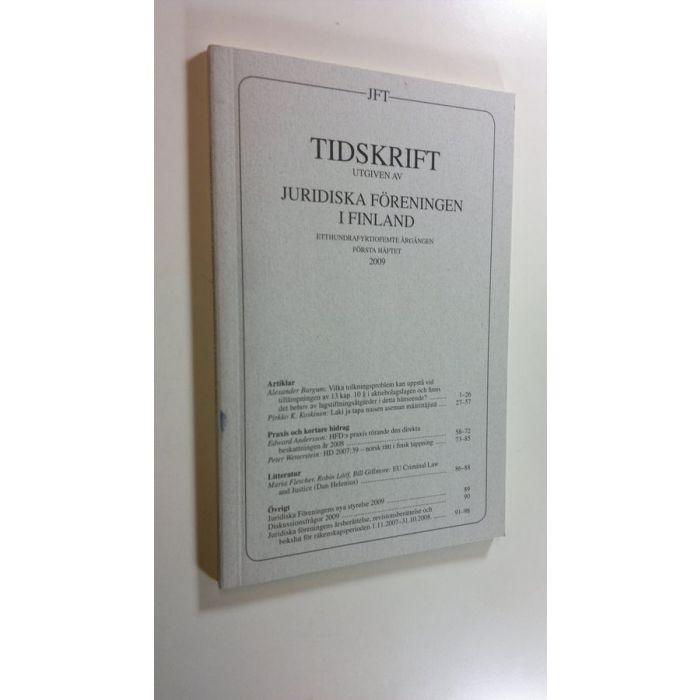 JFT
TIDSKRIFT
UTGIVEN AV
JURIDISKA FÖRENINGEN
I FINLAND
ETTHUNDRAFYRTIOFEMTE ÅRGÅNGEN
FÖRSTA HÄFTET
2009
Artiklar
Alexander Bargum: Vilka tolkningsproblem kan uppstå vid
tillämpningen av 13 kap. 10 § i aktiebolagslagen och finns
det behov av lagstiftningsåtgärder i detta hänseende? 1–26
Pirkko K. Koskinen: Laki ja tapa naisen aseman määrittäjinä 27–57
Praxis och kortare bidrag
Edward Andersson: HFD:s praxis rörande den direkta
beskattningen år 2008 58–72
Peter Wetterstein: HD 2007:39 – norsk rätt i finsk tappning 73–85
Litteratur
Maria Fletcher, Robin Lööf, Bill Gillmore: EU Criminal Law
and Justice (Dan Helenius) 86–88
Övrigt
Juridiska Föreningens nya styrelse 2009 89
Diskussionsfrågor 2009 90
Juridiska föreningens årsberättelse, revisionsberättelse och
bokslut för räkenskapsperioden 1.11.2007–31.10.2008. 91–98